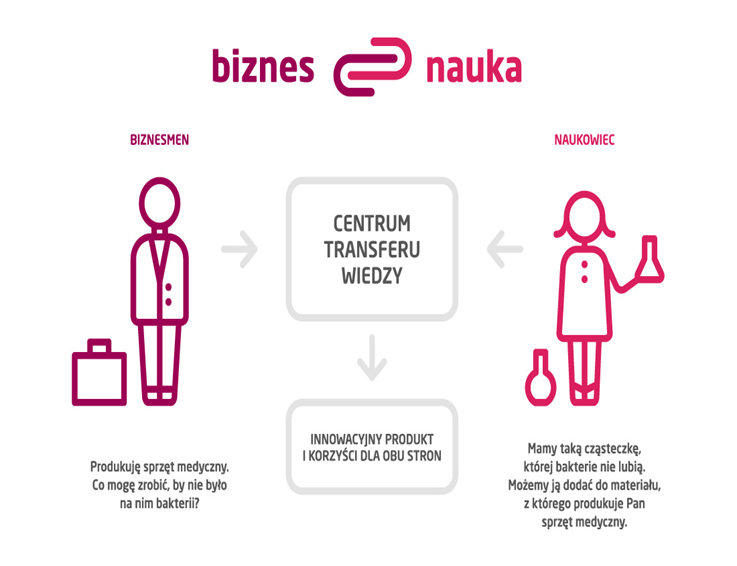 biznes nauka
BIZNESMEN
NAUKOWIEC
CENTRUM
TRANSFERU
WIEDZY
INNOWACYJNY PRODUKT
I KORZYŚCI DLA OBU STRON
Produkuję sprzęt medyczny.
Co mogę zrobić, by nie było
na nim bakterii?
Mamy taką cząsteczkę,
której bakterie nie lubią.
Możemy ją dodać do materiału,
z którego produkuje Pan
sprzęt medyczny.